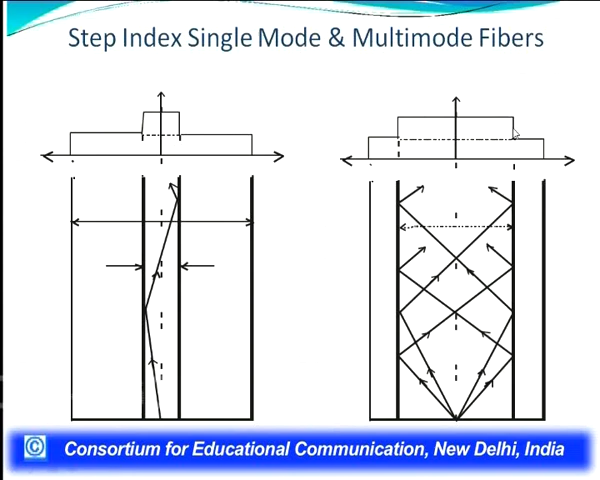 Step Index Single Mode & Multimode Fibers
© Consortium for Educational Communication, New Delhi, India